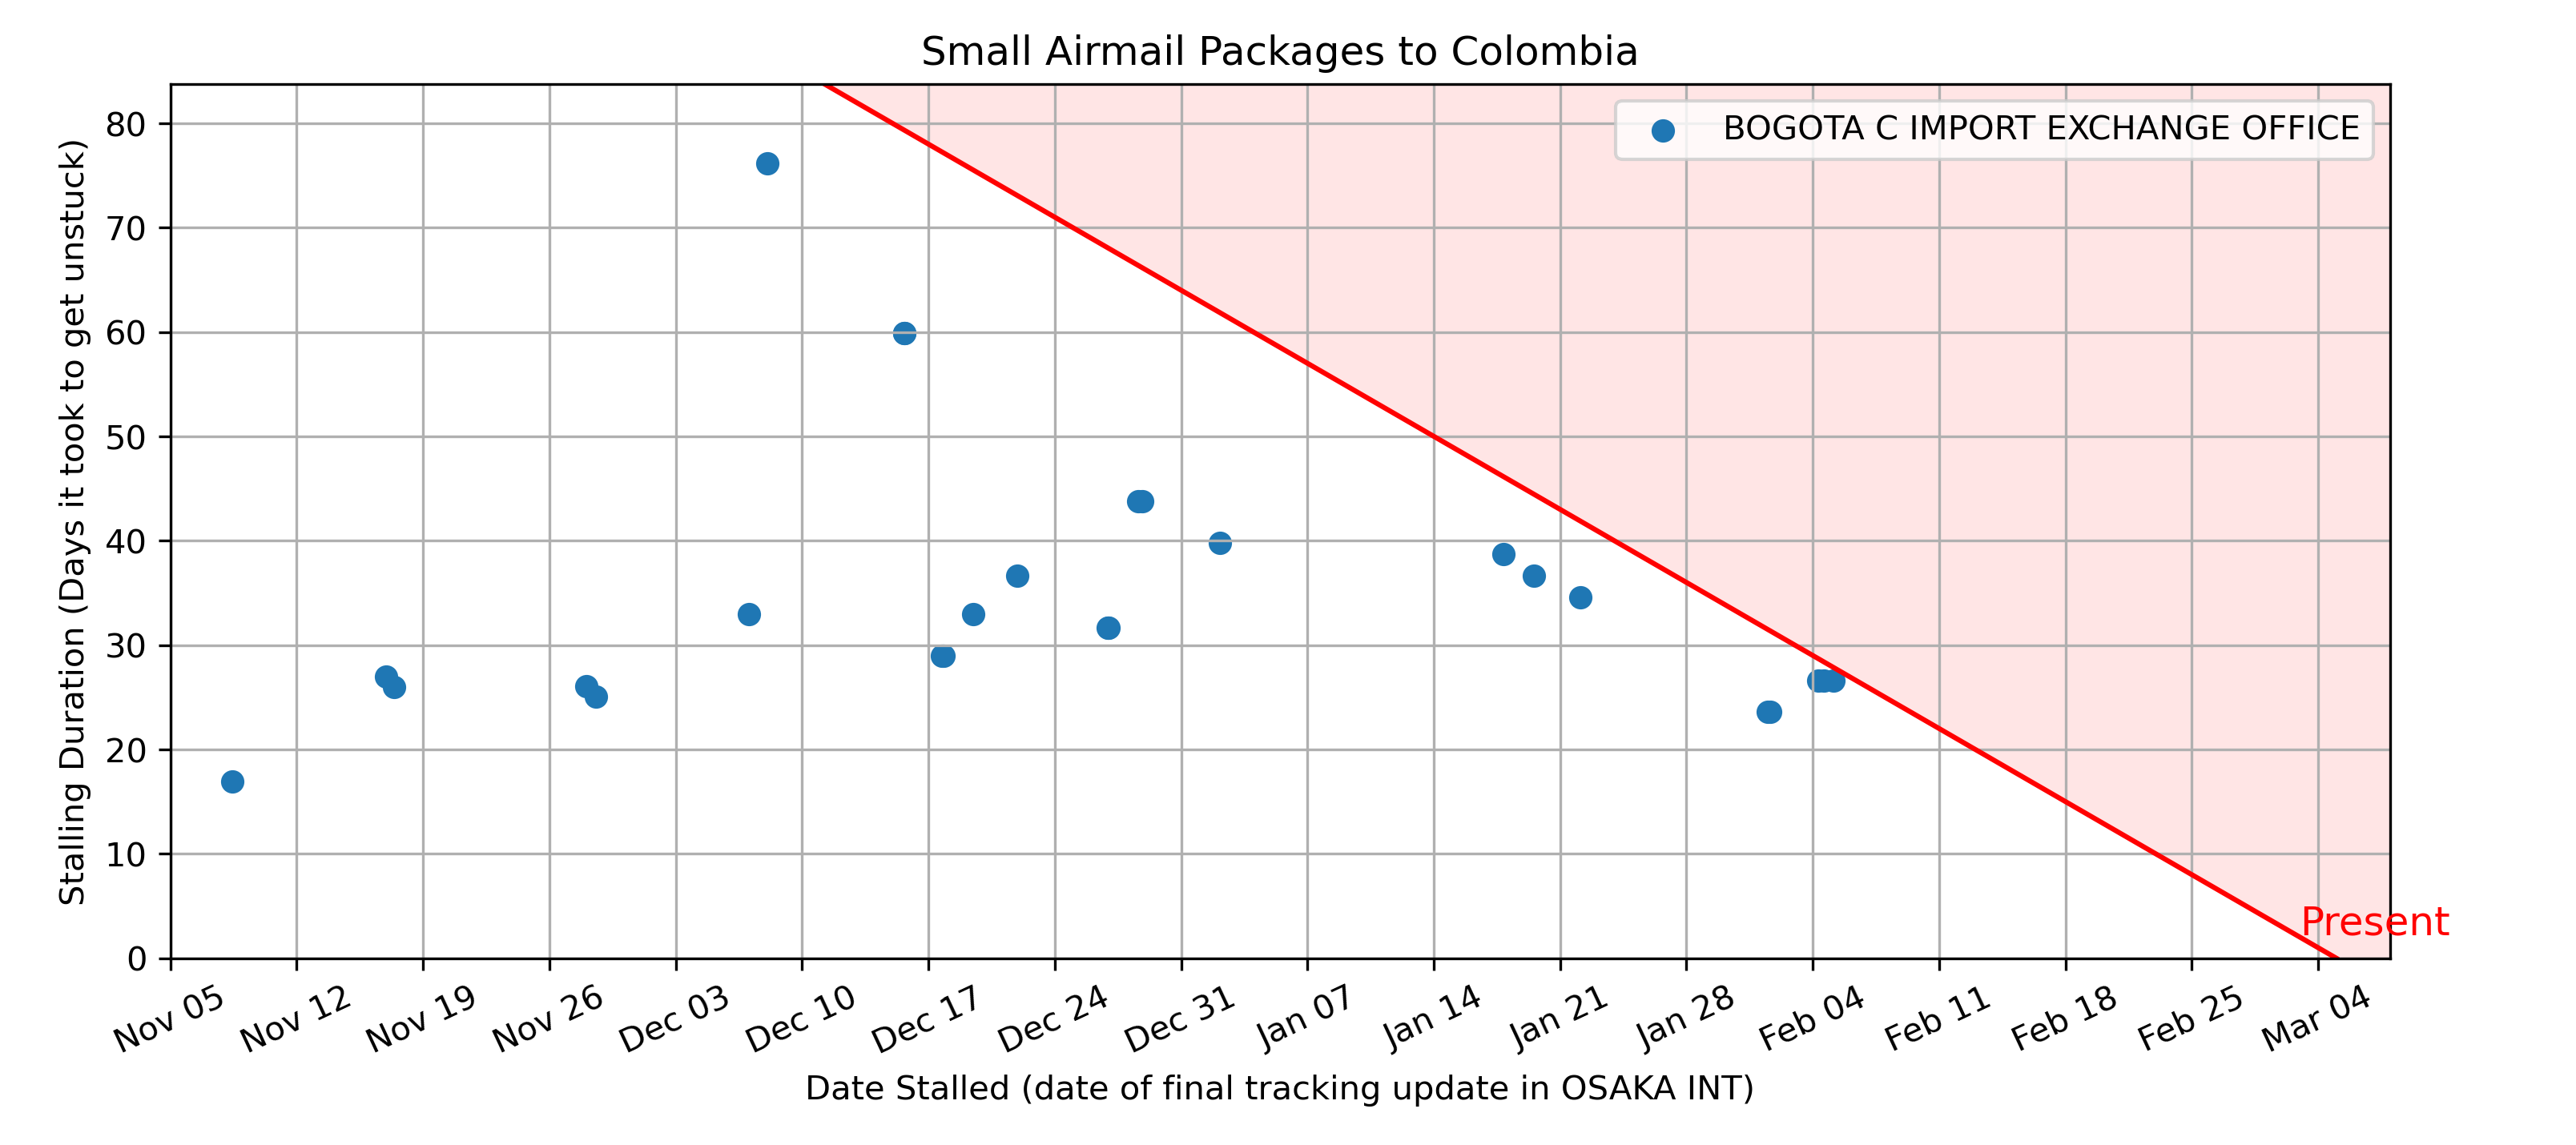 Small Airmail Packages to Colombia
BOGOTA C IMPORT EXCHANGE OFFICE
Stalling Duration (Days it took to get unstuck)
80
70
60
50
40
30
20
10
0
Present
Nov 05
Nov 12
Nov 19
Nov 26
Dec 03
Dec 10
Dec 17
Dec 24
Dec 31
Jan 07
Jan 14
Jan 21
Jan 28
Feb 04
Feb 11
Feb 18
Feb 25
Mar 04
Date Stalled (date of final tracking update in OSAKA INT)